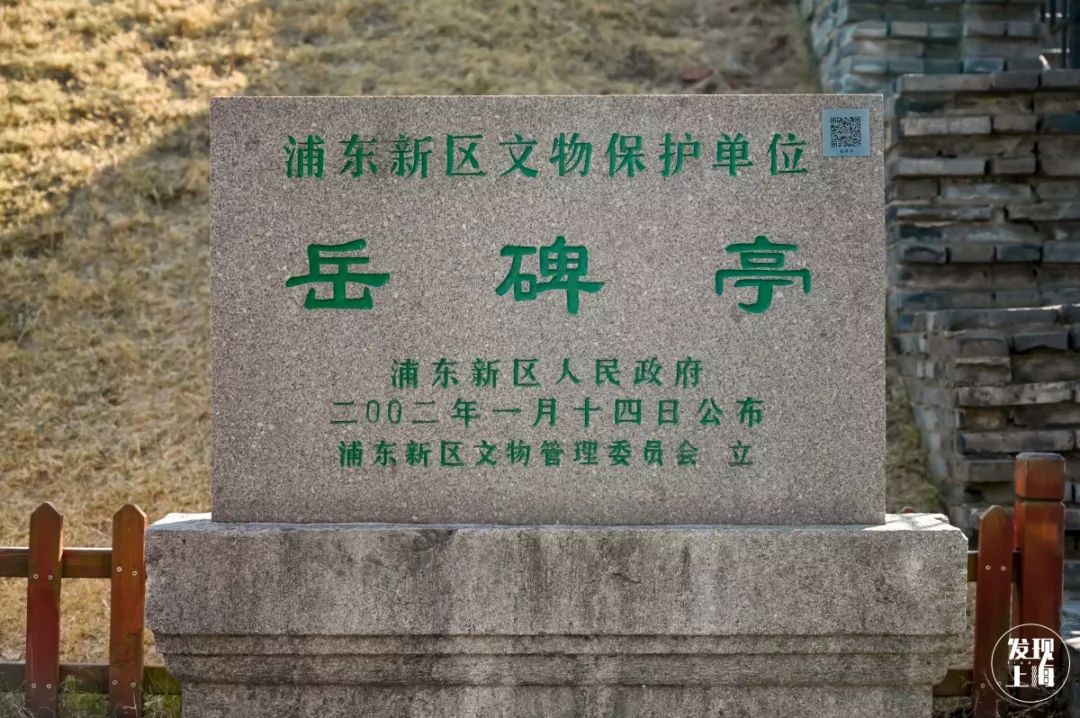 浦东新区文物保护单位
岳碑亭
浦东新区人民政府
二00二年一月十四日公布
浦东新区文物管理委员会 立
发现
上海